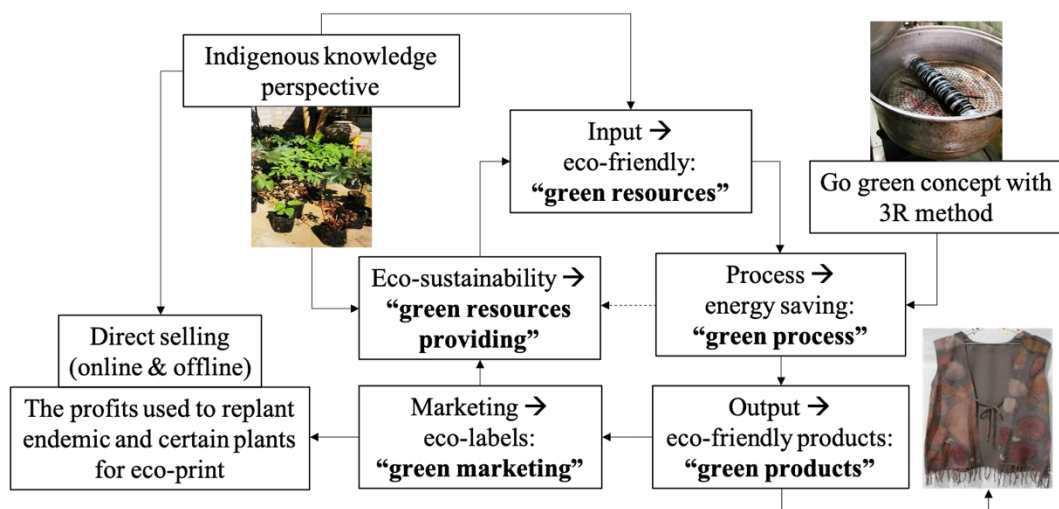 Indigenous knowledge
perspective
Input →
eco-friendly:
“green resources”
Go green concept with
3R method
Eco-sustainability →
“green resources
providing”
Process →
energy saving:
“green process”
Direct selling
(online & offline)
The profits used to replant
endemic and certain plants
for eco-print
Marketing →
eco-labels:
“green marketing”
Output →
eco-friendly products:
“green products”